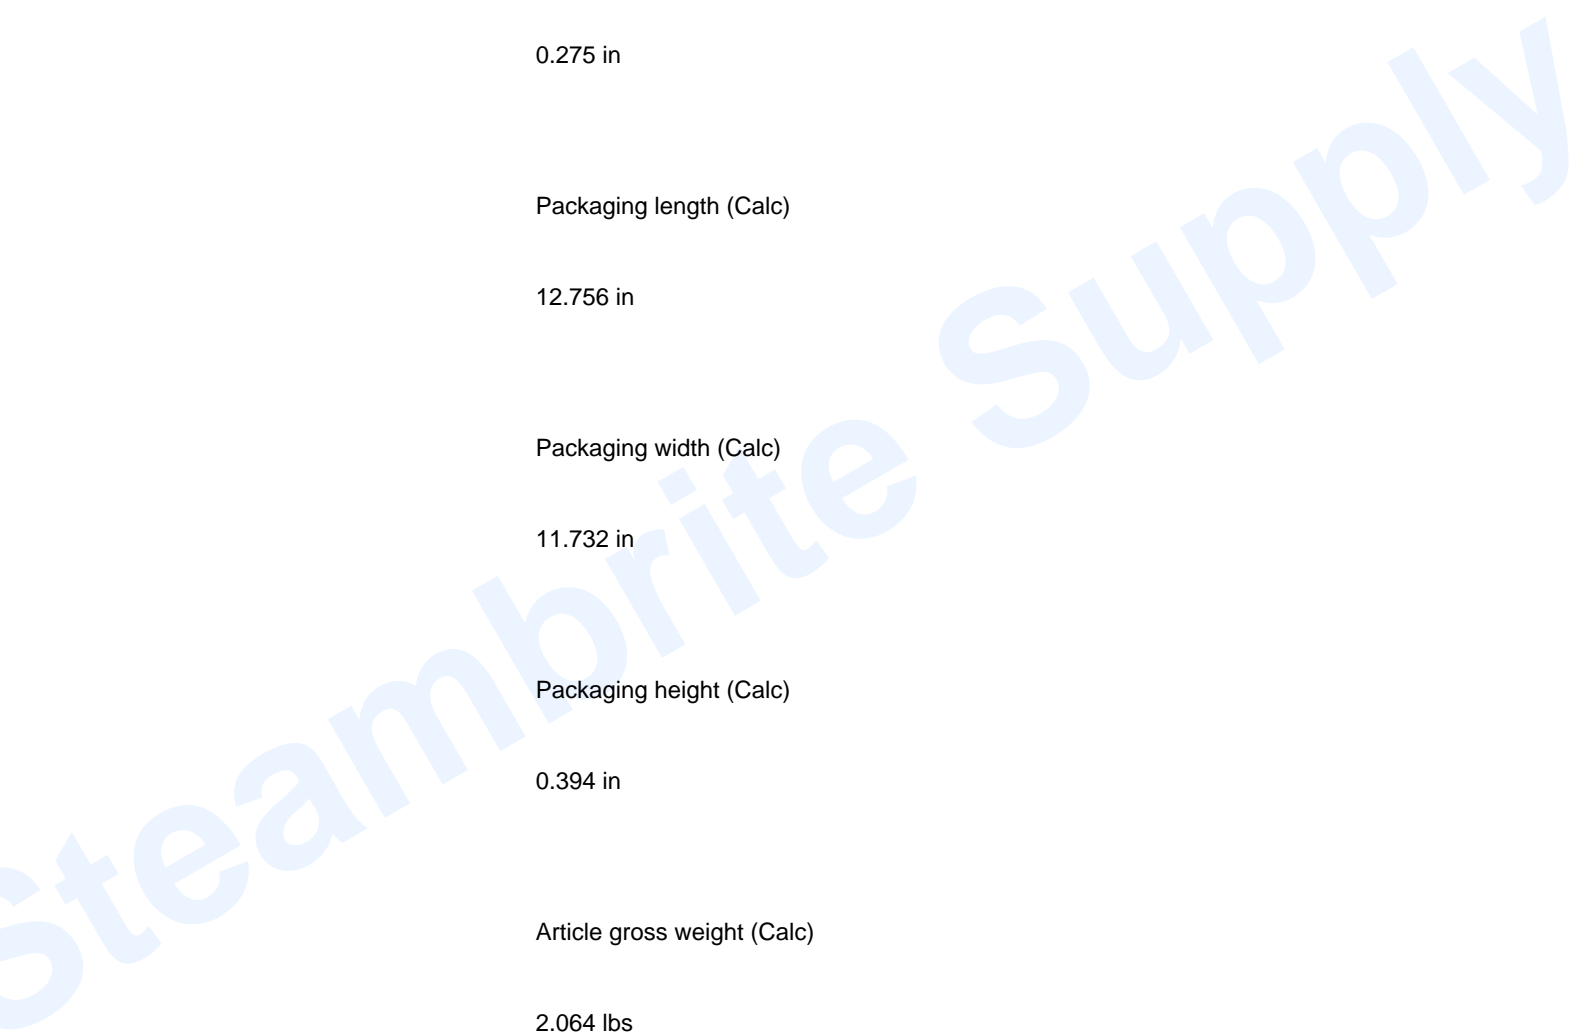 0.275 in
Packaging length (Calc)
12.756 in
Packaging width (Calc)
11.732 in
Packaging height (Calc)
0.394 in
Article gross weight (Calc)
2.064 lbs
Steambrite Supply